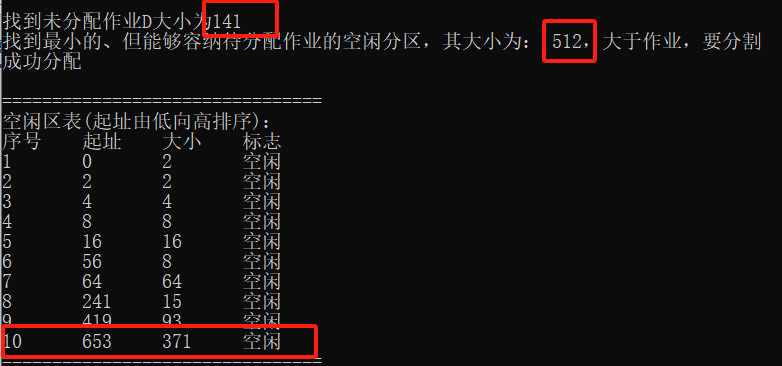 找到未分配作业D大小为141
找到最小的、但能够容纳待分配作业的空闲分区，其大小为： 512，大于作业，要分割
成功分配
================================
空闲区表(起址由低向高排序)：
序号 起址 大小 标志
1 0 2 空闲
2 2 2 空闲
3 4 4 空闲
4 8 8 空闲
5 16 16 空闲
6 56 8 空闲
7 64 64 空闲
8 241 15 空闲
9 419 93 空闲
10 653 371 空闲
================================